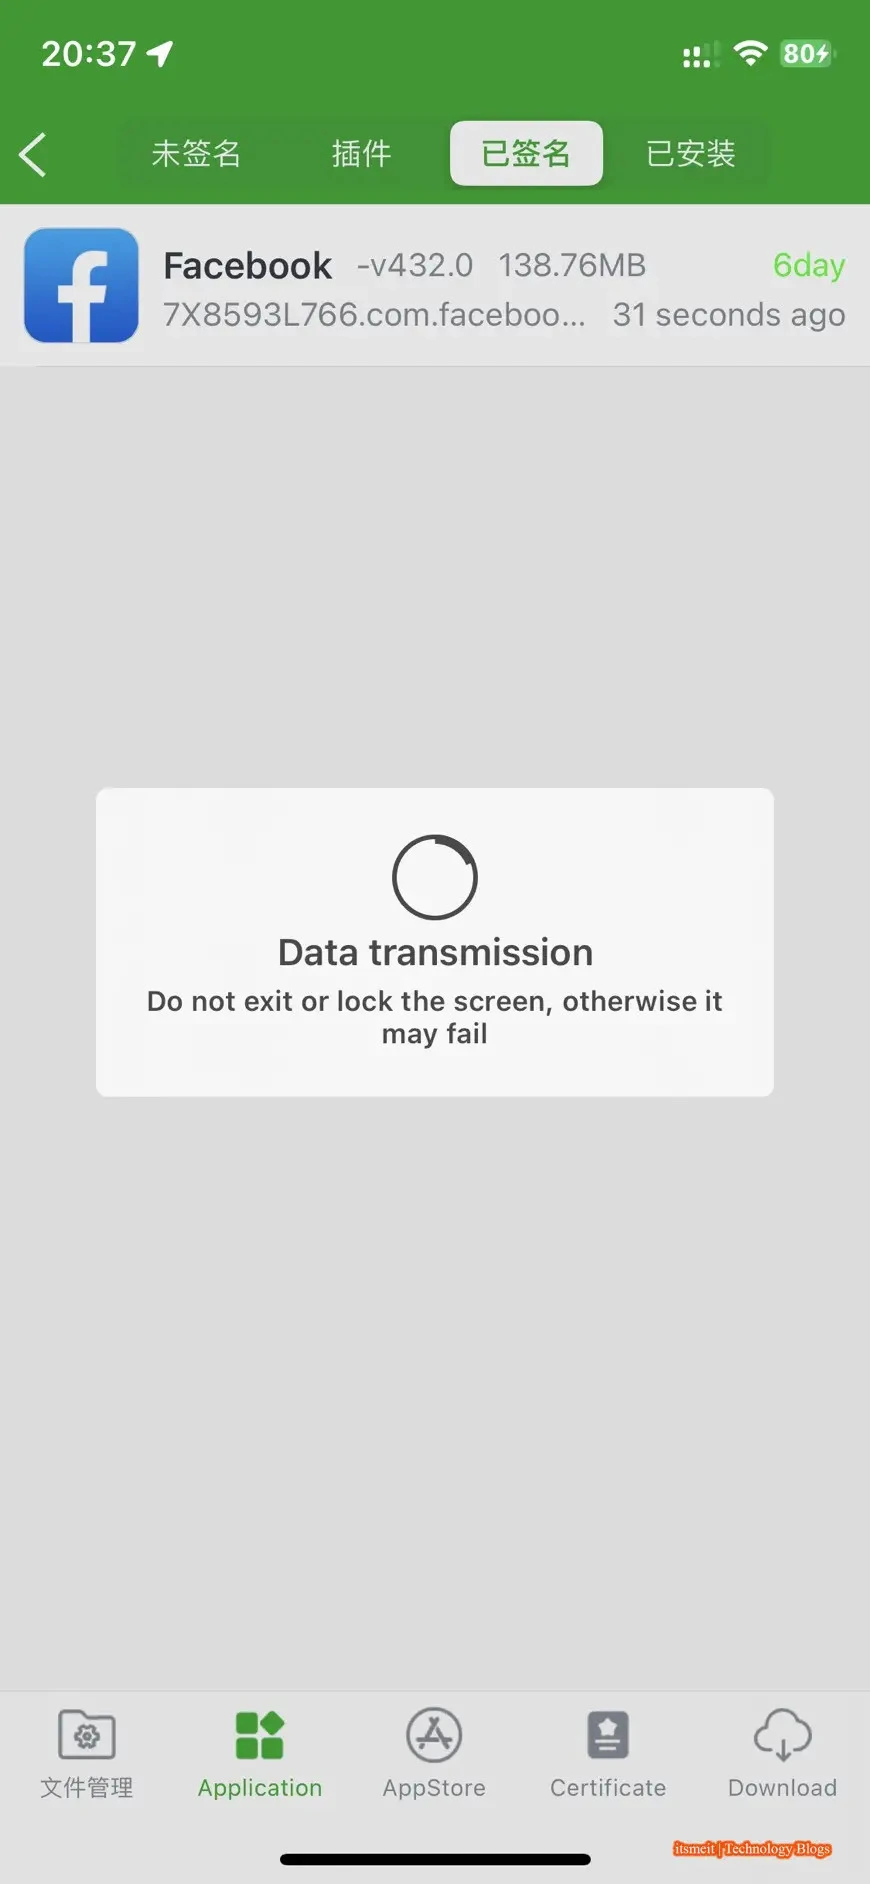 20:37
80
未签名 插件 已签名 已安装
Facebook -v432.0 138.76MB 6day
7X8593L766.com.faceboo... 31 seconds ago
Data transmission
Do not exit or lock the screen, otherwise it
may fail
文件管理 Application AppStore Certificate Download
itsmeit | Technology Blogs